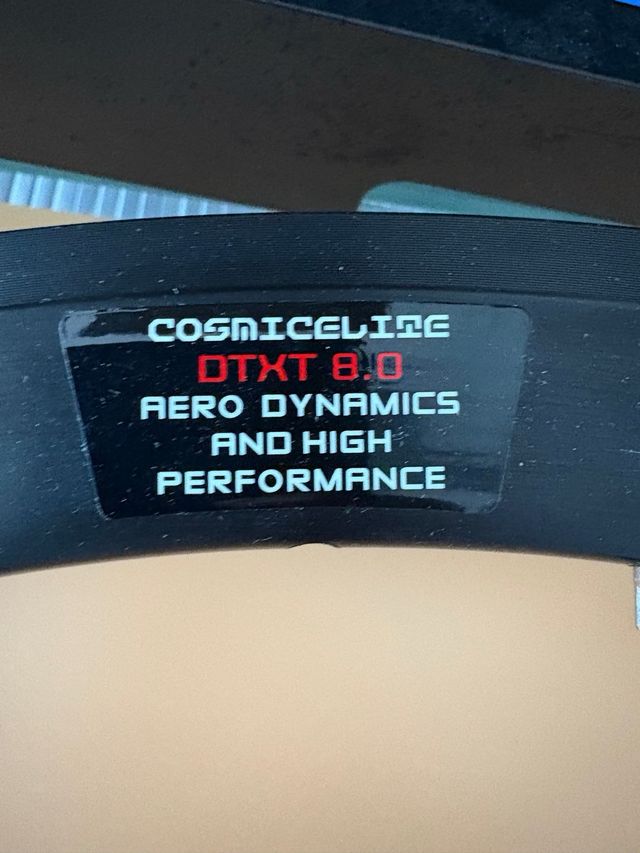 COSMICELITE
DTXT 8.0
AERO DYNAMICS
AND HIGH
PERFORMANCE